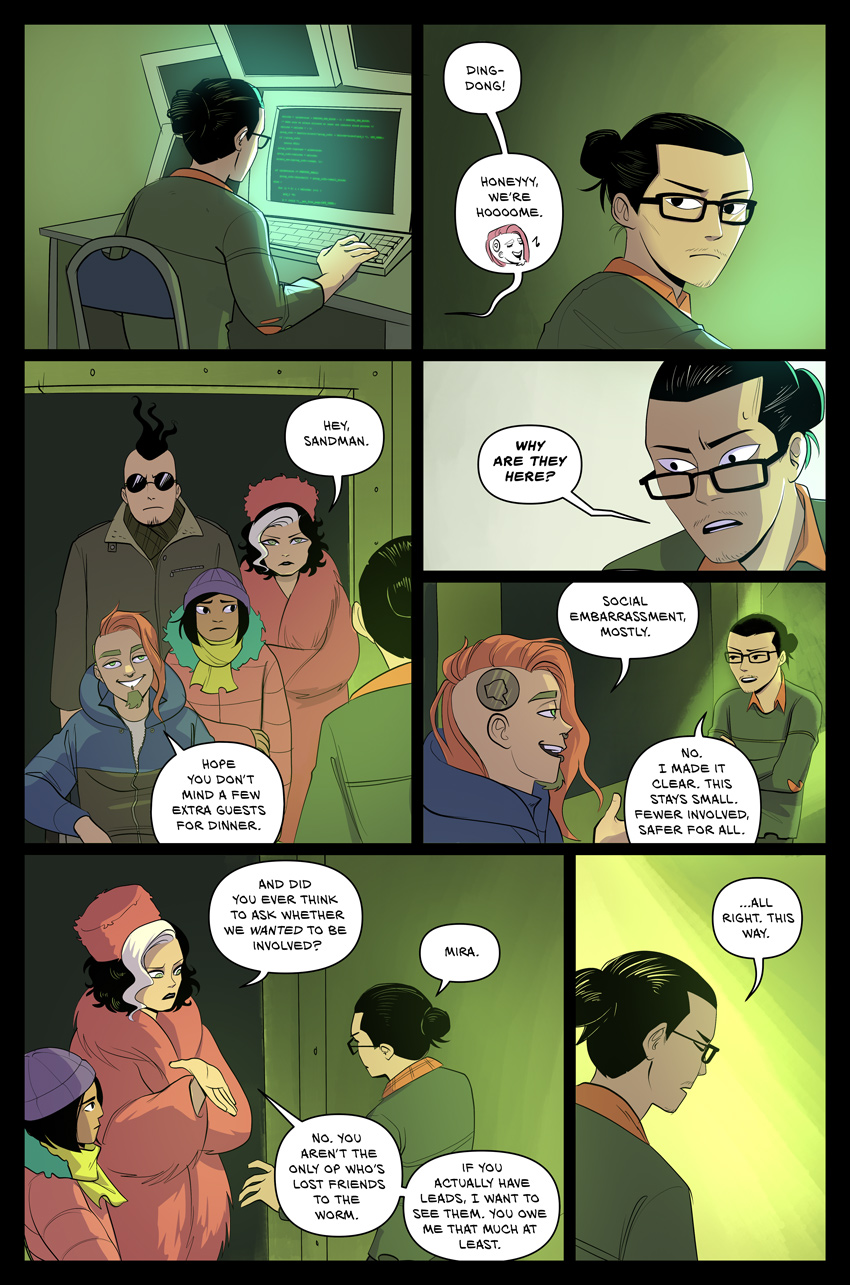 DING-
DONG!
HONEYYY,
WE'RE
HOOOOME.
HEY,
SANDMAN.
HOPE
YOU DON'T
MIND A FEW
EXTRA GUESTS
FOR DINNER.
WHY
ARE THEY
HERE?
SOCIAL
EMBARRASSMENT,
MOSTLY.
NO.
I MADE IT
CLEAR. THIS
STAYS SMALL.
FEWER INVOLVED,
SAFER FOR ALL.
AND DID
YOU EVER THINK
TO ASK WHETHER
WE WANTED TO BE
INVOLVED?
MIRA.
NO. YOU
AREN'T THE
ONLY OP WHO'S
LOST FRIENDS
TO THE
WORM.
IF YOU
ACTUALLY HAVE
LEADS, I WANT TO
SEE THEM. YOU OWE
ME THAT MUCH AT
LEAST.
...ALL
RIGHT. THIS
WAY.